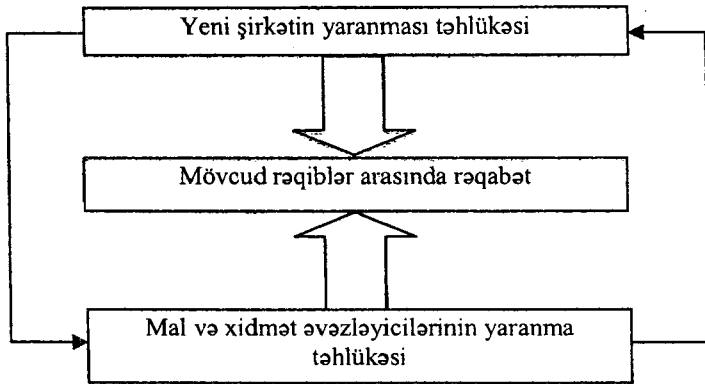 Yeni şirkətin yaranması təhlükəsi
Mövcud rəqiblər arasında rəqabət
Mal və xidmət əvəzləyicilərinin yaranma
təhlükəsi